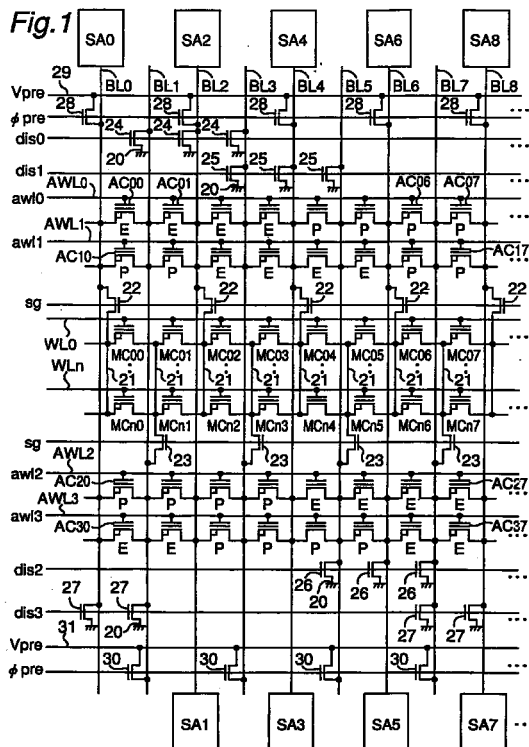 Fig.1
SA0 SA2 SA4 SA6 SA8
BL0 BL1 BL2 BL3 BL4 BL5 BL6 BL7 BL8
Vpre 29
28 28 28 28 28
φ pre
24 24 24
dis0
20
25 25 25
dis1
20
AWL0 AC00 AC01 AC06 AC07
awl0
AWL1 E E E E P P P P
awl1
AC10 AC17
P P E E E E P P
22 22 22 22 22
sg
WL0 MC00 MC01 MC02 MC03 MC04 MC05 MC06 MC07
21 21 21 21 21 21 21 21
WLn
MCn0 MCn1 MCn2 MCn3 MCn4 MCn5 MCn6 MCn7
sg
AWL2 23 23 23 23
awl2
AC20 AC27
P P P P E E E E
AWL3
awl3
AC30 AC37
E E P P P P E E
dis2
26 20 26 26
27 27
dis3
20 27 27
31
Vpre
30 30 30 30
φ pre
SA1 SA3 SA5 SA7